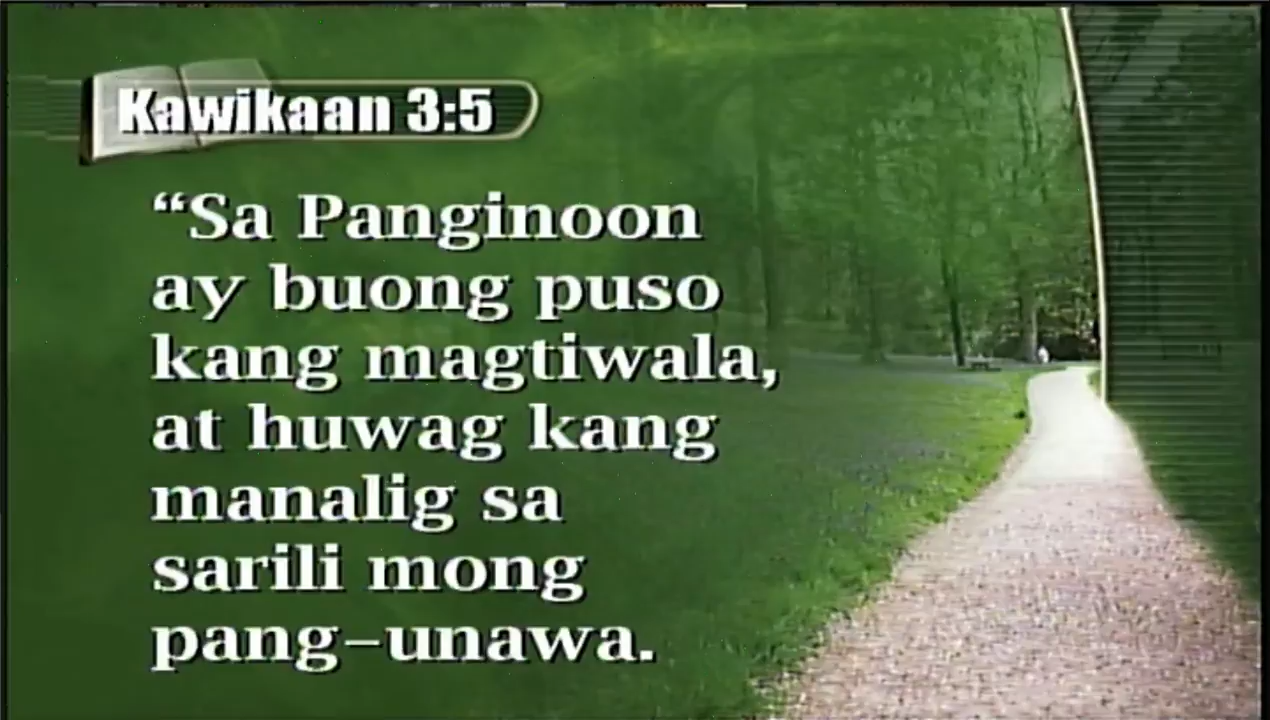 Kawikaan 3:5
“Sa Panginoon
ay buong puso
kang magtiwala,
at huwag kang
manalig sa
sarili mong
pang-unawa.